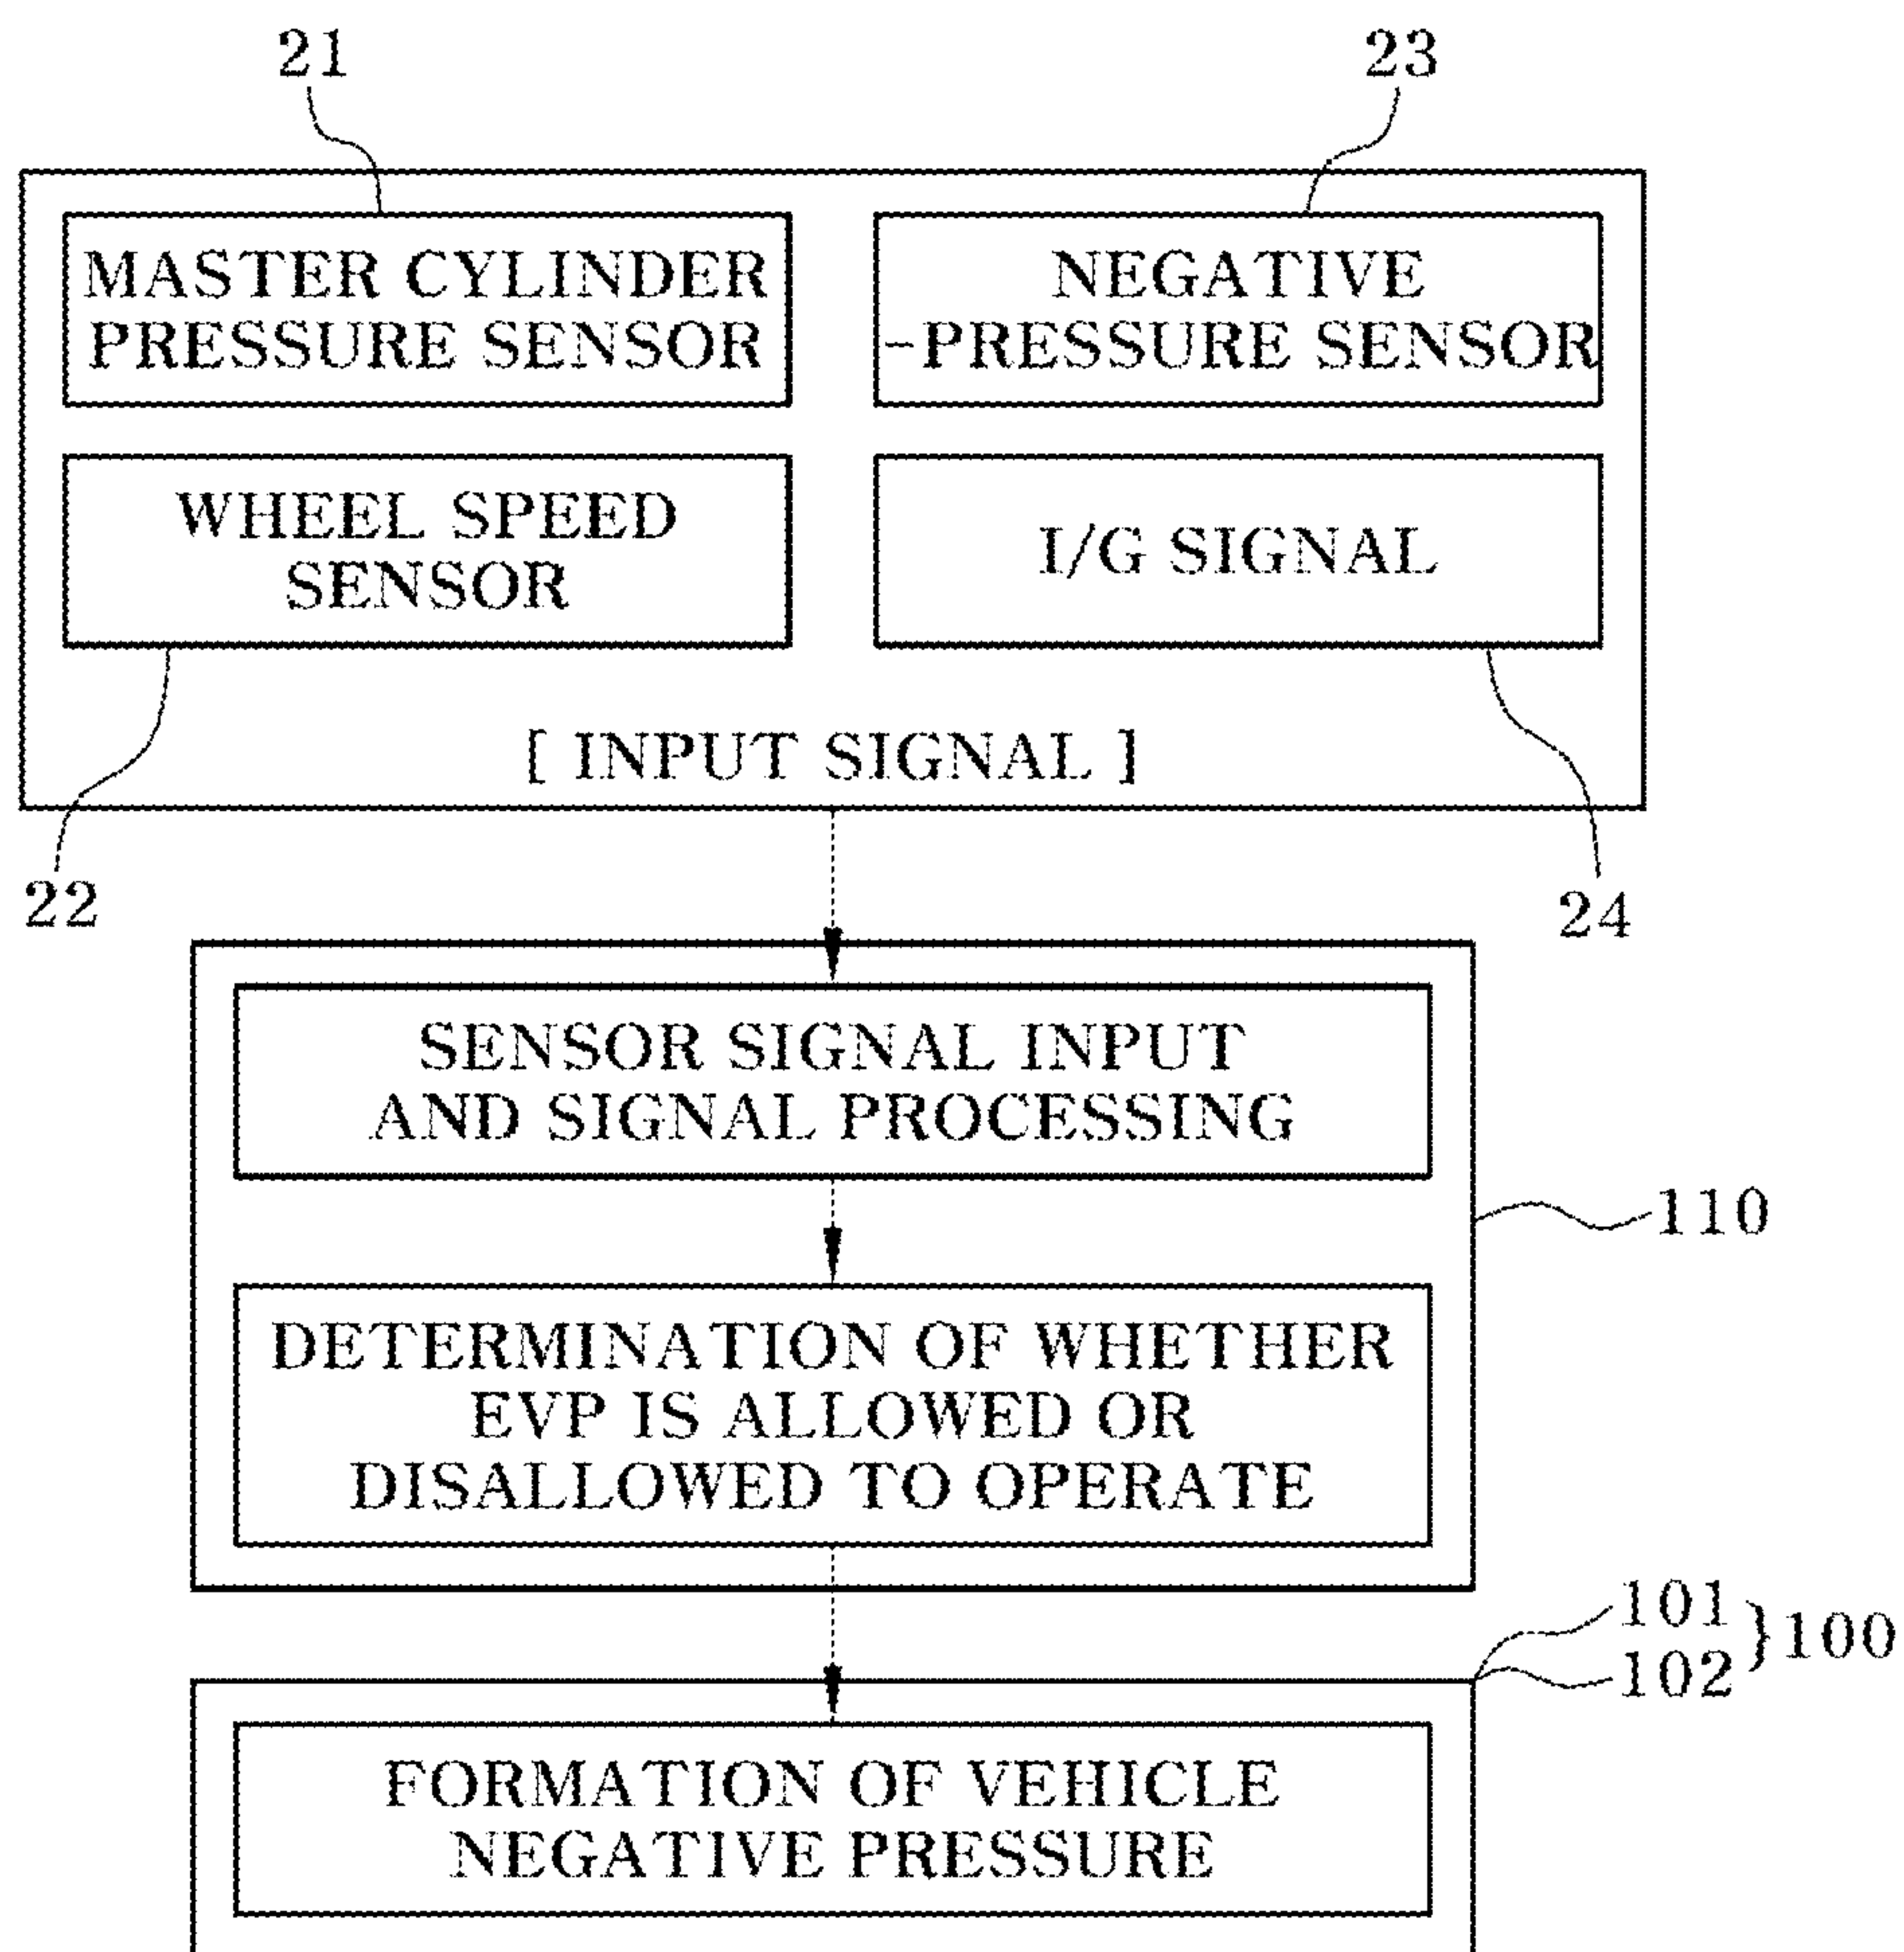 21
23
MASTER CYLINDER
PRESSURE SENSOR
NEGATIVE
-PRESSURE SENSOR
WHEEL SPEED
SENSOR
I/G SIGNAL
[ INPUT SIGNAL ]
22
24
SENSOR SIGNAL INPUT
AND SIGNAL PROCESSING
110
DETERMINATION OF WHETHER
EVP IS ALLOWED OR
DISALLOWED TO OPERATE
101
102
}100
FORMATION OF VEHICLE
NEGATIVE PRESSURE